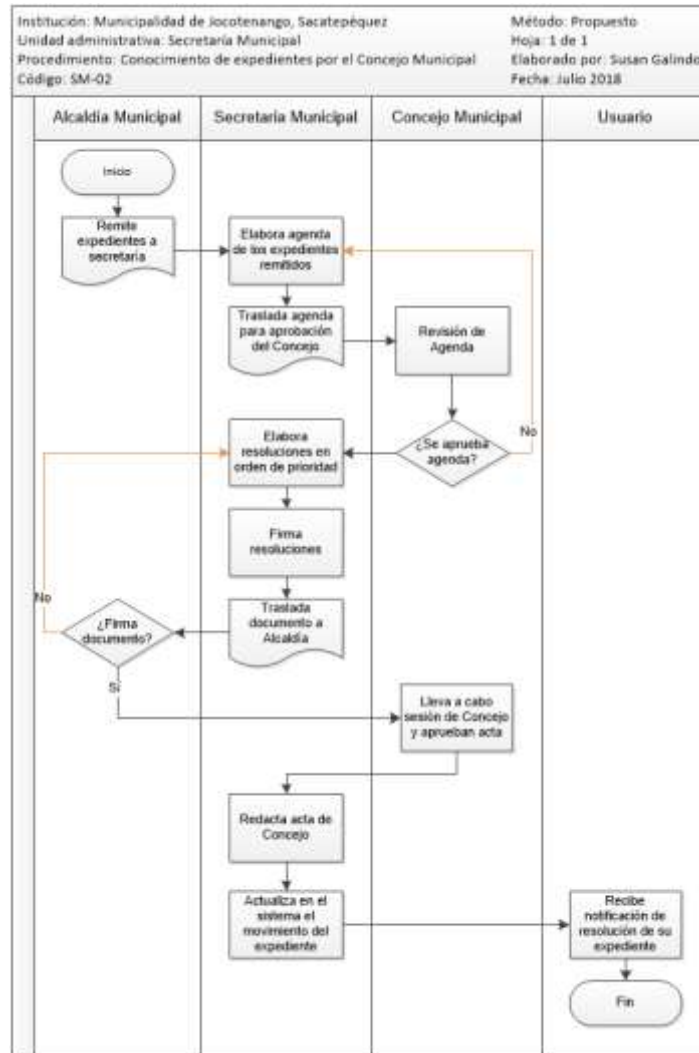 Institución: Municipalidad de Jocotenango, Sacatepéquez
Método: Propuesto
Unidad administrativa: Secretaría Municipal
Hoja: 1 de 1
Procedimiento: Conocimiento de expedientes por el Concejo Municipal
Elaborado por: Susan Galindo
Código: SM-02
Fecha: Julio 2018
Alcaldía Municipal
Secretaría Municipal
Concejo Municipal
Usuario
Inicio
Remite
expedientes a
secretaría
Elabora agenda
de los expedientes
remitidos
Traslada agenda
para aprobación
del Concejo
Revisión de
Agenda
¿Se aprueba
agenda?
No
Elabora
resoluciones en
orden de prioridad
Firma
resoluciones
Traslada
documento a
Alcaldía
¿Firma
documento?
No
Sí
Lleva a cabo
sesión de Concejo
y aprueban acta
Redacta acta de
Concejo
Actualiza en el
sistema el
movimiento del
expediente
Recibe
notificación de
resolución de su
expediente
Fin